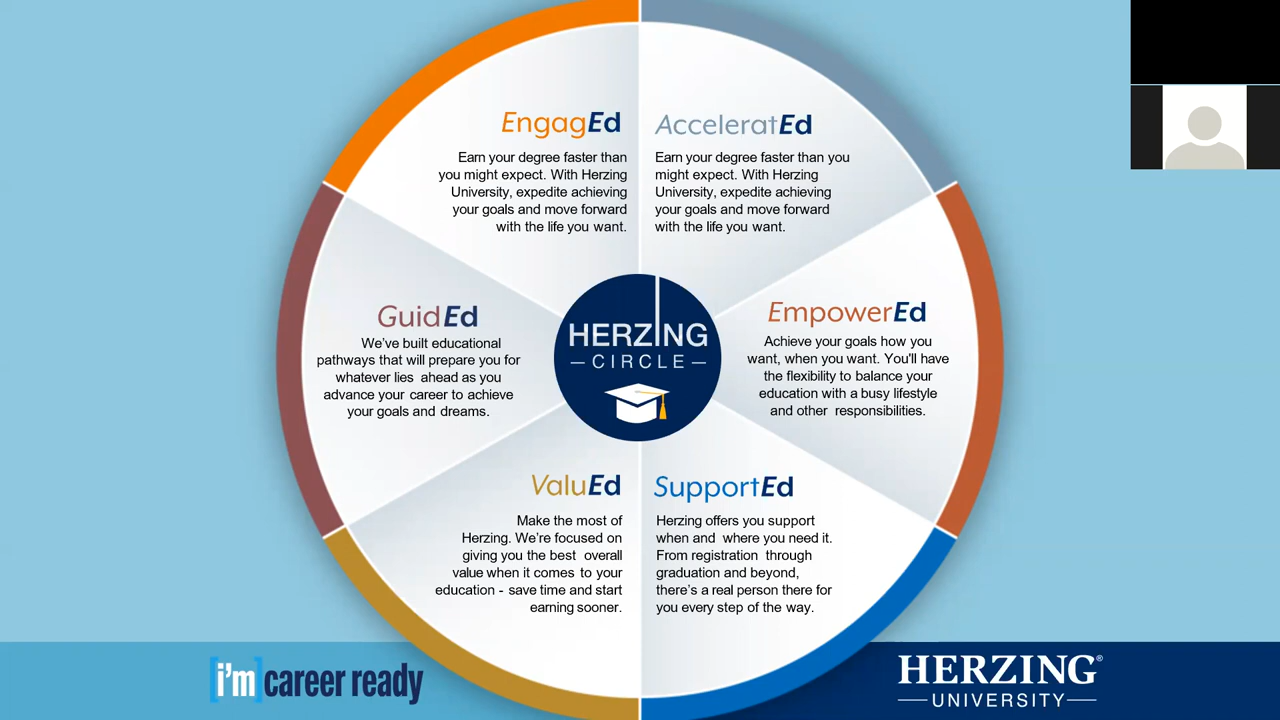 EngagEd
Earn your degree faster than
you might expect. With Herzing
University, expedite achieving
your goals and move forward
with the life you want.
AcceleratEd
Earn your degree faster than you
might expect. With Herzing
University, expedite achieving
your goals and move forward
with the life you want.
GuidEd
We've built educational
pathways that will prepare you for
whatever lies ahead as you
advance your career to achieve
your goals and dreams.
HERZING
CIRCLE
EmpowerEd
Achieve your goals how you
want, when you want. You'll have
the flexibility to balance your
education with a busy lifestyle
and other responsibilities.
ValuEd
Make the most of
Herzing. We're focused on
giving you the best overall
value when it comes to your
education - save time and start
earning sooner.
SupportEd
Herzing offers you support
when and where you need it.
From registration through
graduation and beyond,
there's a real person there for
you every step of the way.
[i'm] career ready
HERZING®
UNIVERSITY